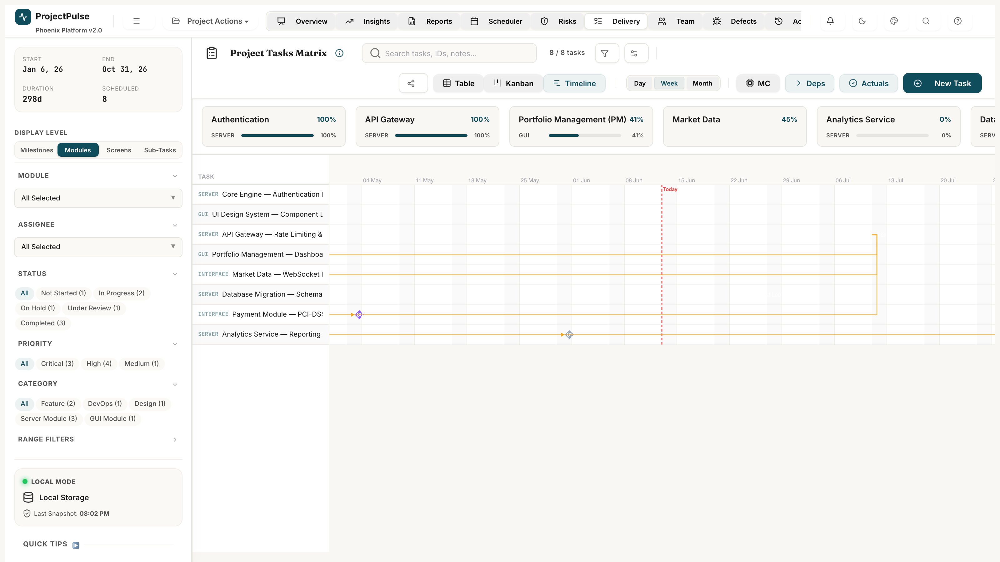 ProjectPulse
Phoenix Platform v2.0
Project Actions
Overview
Insights
Reports
Scheduler
Risks
Delivery
Team
Defects
Ac
START
Jan 6, 26
END
Oct 31, 26
DURATION
298d
SCHEDULED
8
DISPLAY LEVEL
Milestones Modules Screens Sub-Tasks
MODULE
All Selected
ASSIGNEE
All Selected
STATUS
All Not Started (1) In Progress (2)
On Hold (1) Under Review (1)
Completed (3)
PRIORITY
All Critical (3) High (4) Medium (1)
CATEGORY
All Feature (2) DevOps (1) Design (1)
Server Module (3) GUI Module (1)
RANGE FILTERS
LOCAL MODE
Local Storage
Last Snapshot: 08:02 PM
QUICK TIPS
Project Tasks Matrix
Search tasks, IDs, notes...
8 / 8 tasks
Table Kanban Timeline
Day Week Month
MC
Deps
Actuals
New Task
Authentication 100%
SERVER 100%
API Gateway 100%
SERVER 100%
Portfolio Management (PM) 41%
GUI 41%
Market Data 45%
Analytics Service 0%
SERVER 0%
TASK
04 May 11 May 18 May 25 May 01 Jun 08 Jun 15 Jun 22 Jun 29 Jun 06 Jul 13 Jul 20 Jul
Today
SERVER Core Engine — Authentication
GUI UI Design System — Component L
SERVER API Gateway — Rate Limiting &
GUI Portfolio Management — Dashboa
INTERFACE Market Data — WebSocket
SERVER Database Migration — Schema
INTERFACE Payment Module — PCI-DSS
80
SERVER Analytics Service — Reporting
0%